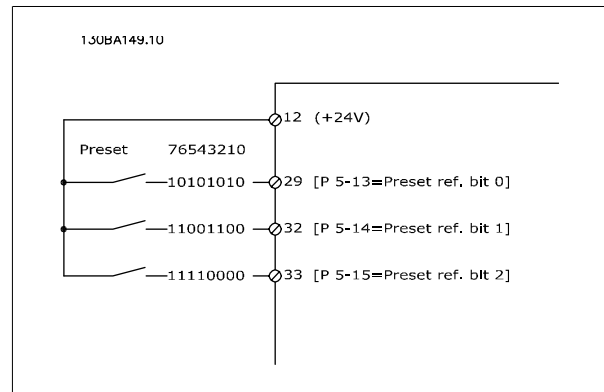 130BA149.10
12 (+24V)
Preset 76543210
10101010 29 [P 5-13=Preset ref. bit 0]
11001100 32 [P 5-14=Preset ref. bit 1]
11110000 33 [P 5-15=Preset ref. bit 2]